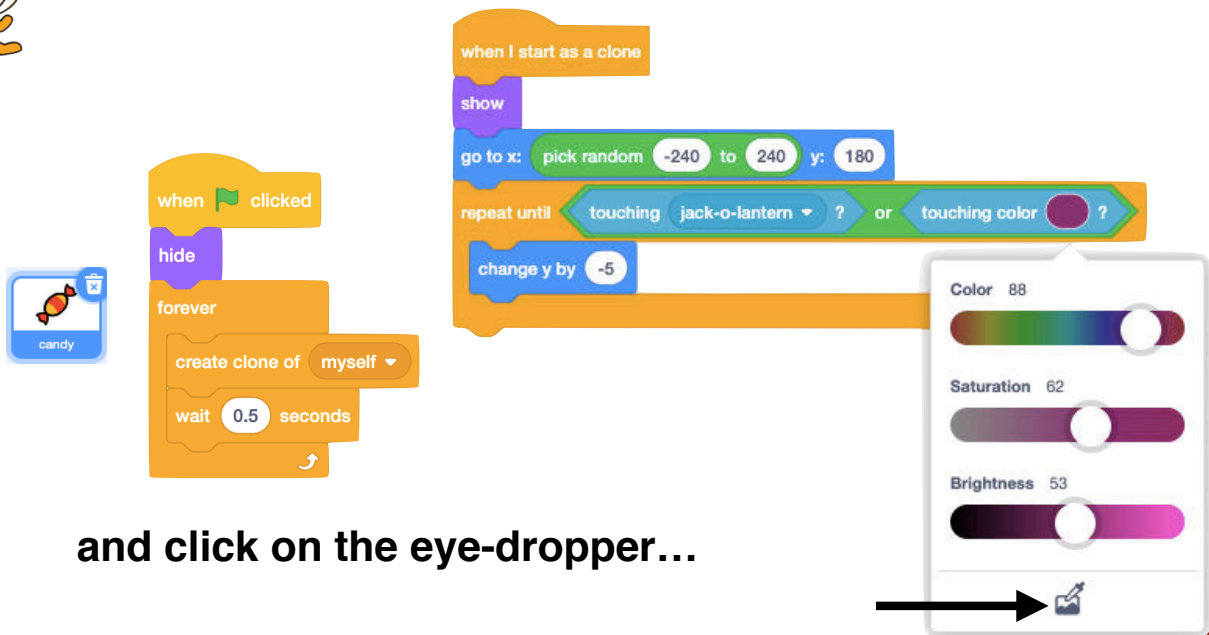 when I start as a clone
show
go to x: pick random -240 to 240 y: 180
repeat until touching jack-o-lantern ? or touching color ?
change y by -5
when clicked
hide
forever
create clone of myself
wait 0.5 seconds
candy
Color 88
Saturation 62
Brightness 53
and click on the eye-dropper…